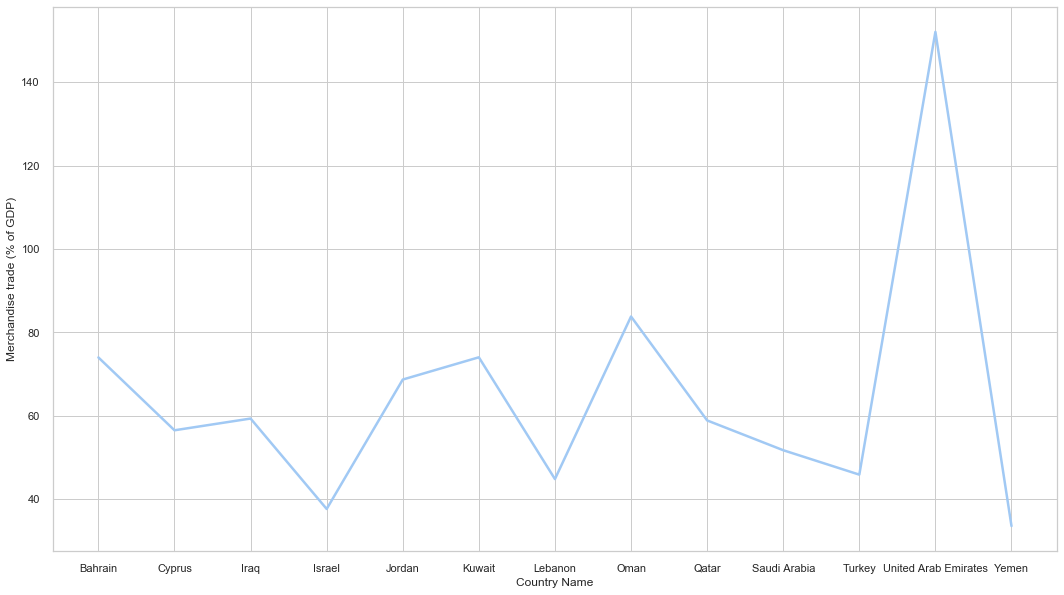 Merchandise trade (% of GDP)
140
120
100
80
60
40
Bahrain Cyprus Iraq Israel Jordan Kuwait Lebanon Oman Qatar Saudi Arabia Turkey United Arab Emirates Yemen
Country Name